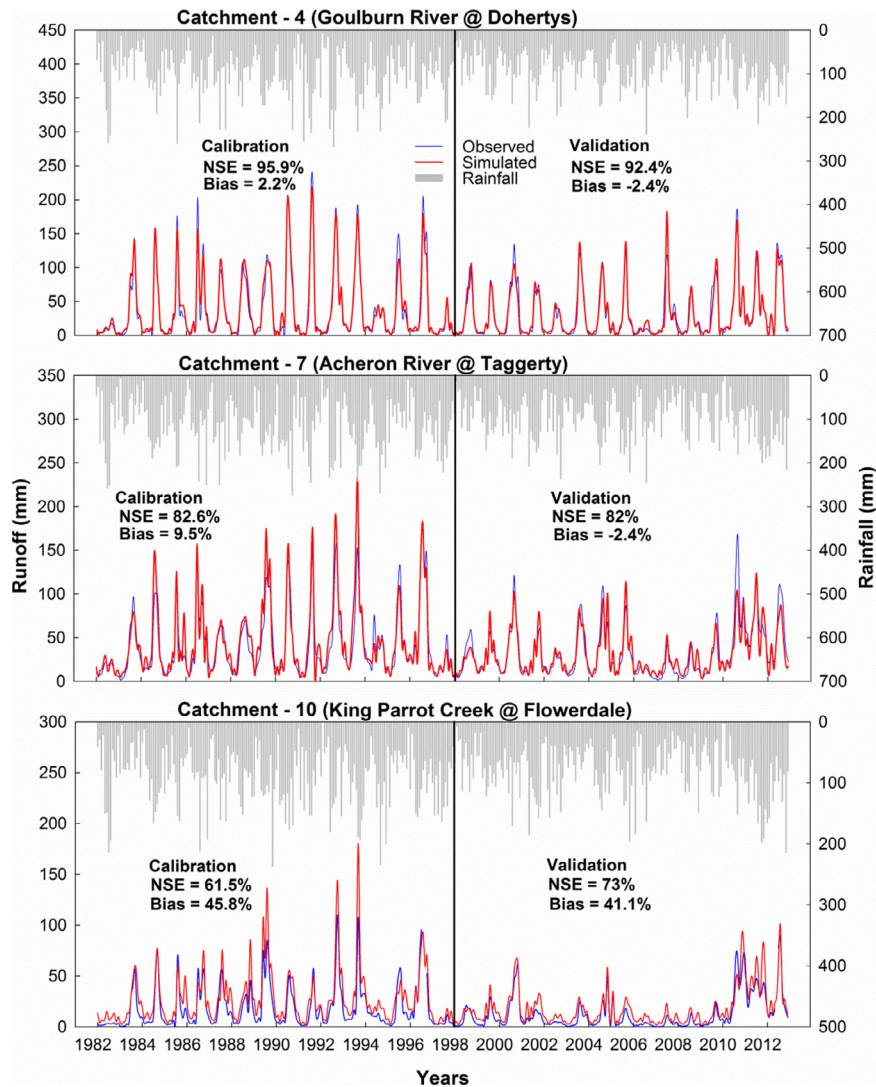 Catchment - 4 (Goulburn River @ Dohertys)
450
400
350
300
250
200
150
100
50
0
0
100
200
300
400
500
600
700
Calibration
NSE = 95.9%
Bias = 2.2%
Observed
Simulated
Rainfall
Validation
NSE = 92.4%
Bias = -2.4%
Catchment - 7 (Acheron River @ Taggerty)
350
300
250
200
150
100
50
0
0
100
200
300
400
500
600
700
Calibration
NSE = 82.6%
Bias = 9.5%
Validation
NSE = 82%
Bias = -2.4%
Runoff (mm)
Rainfall (mm)
Catchment - 10 (King Parrot Creek @ Flowerdale)
300
250
200
150
100
50
0
0
100
200
300
400
500
Calibration
NSE = 61.5%
Bias = 45.8%
Validation
NSE = 73%
Bias = 41.1%
1982 1984 1986 1988 1990 1992 1994 1996 1998 2000 2002 2004 2006 2008 2010 2012
Years